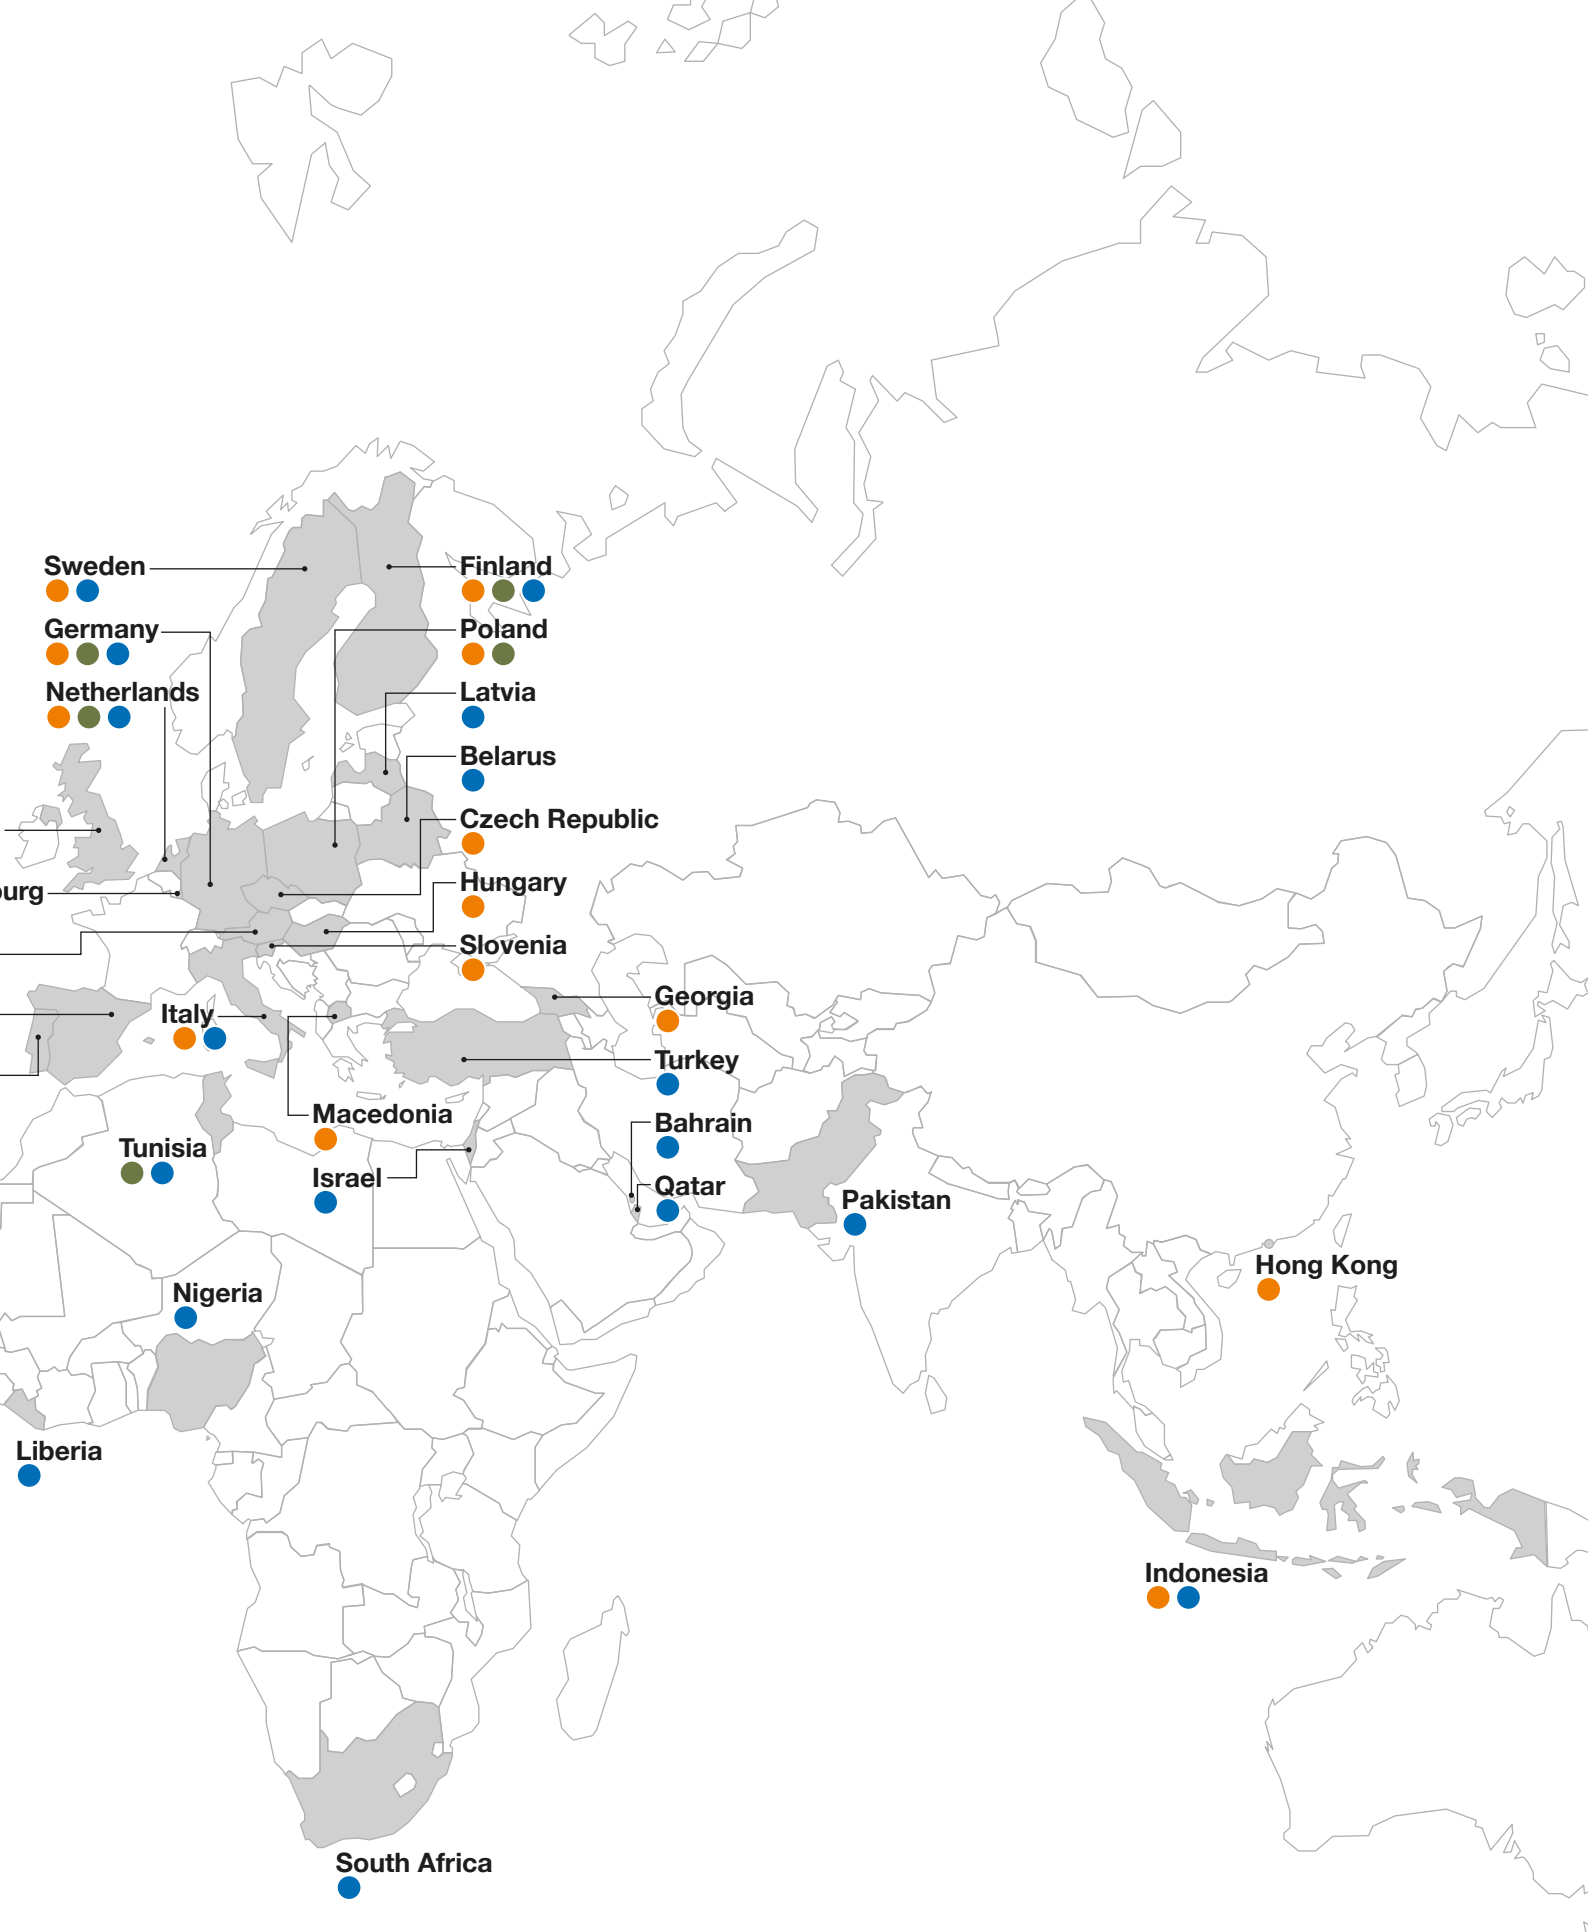 Sweden
Finland
Germany
Poland
Netherlands
Latvia
Belarus
Czech Republic
Hungary
urg
Slovenia
Georgia
Italy
Turkey
Macedonia
Bahrain
Tunisia
Israel
Qatar
Pakistan
Hong Kong
Nigeria
Liberia
Indonesia
South Africa